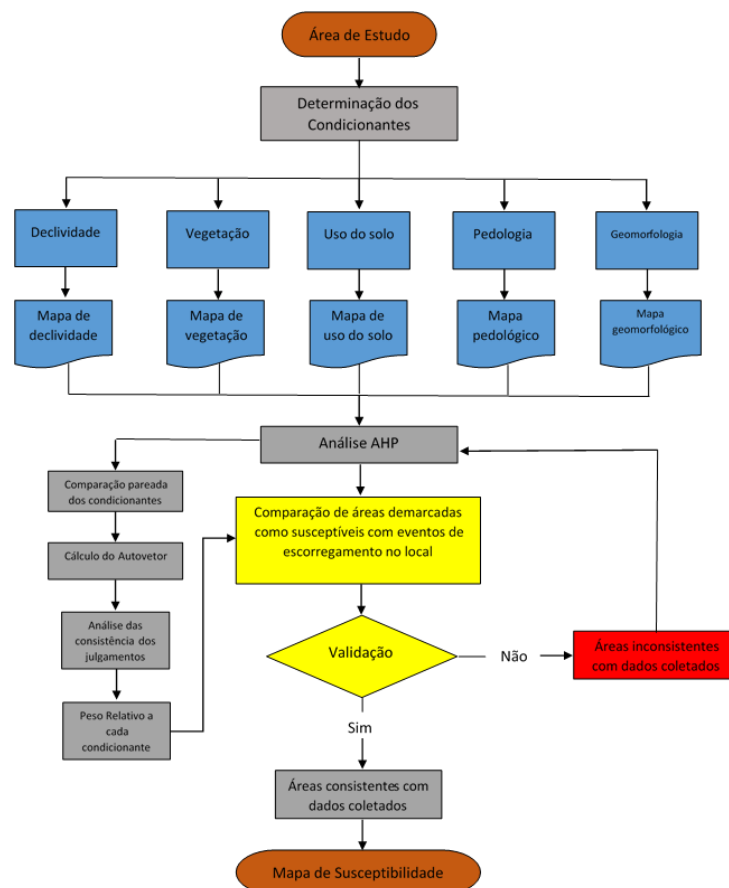 Área de Estudo
Determinação dos
Condicionantes
Declividade
Vegetação
Uso do solo
Pedologia
Geomorfologia
Mapa de
declividade
Mapa de
vegetação
Mapa de
uso do solo
Mapa
pedológico
Mapa
geomorfológico
Análise AHP
Comparação pareada
dos condicionantes
Cálculo do Autovetor
Análise das
consistência dos
julgamentos
Peso Relativo a
cada
condicionante
Comparação de áreas demarcadas
como susceptíveis com eventos de
escorregamento no local
Validação
Não
Áreas inconsistentes
com dados coletados
Sim
Áreas consistentes com
dados coletados
Mapa de Susceptibilidade